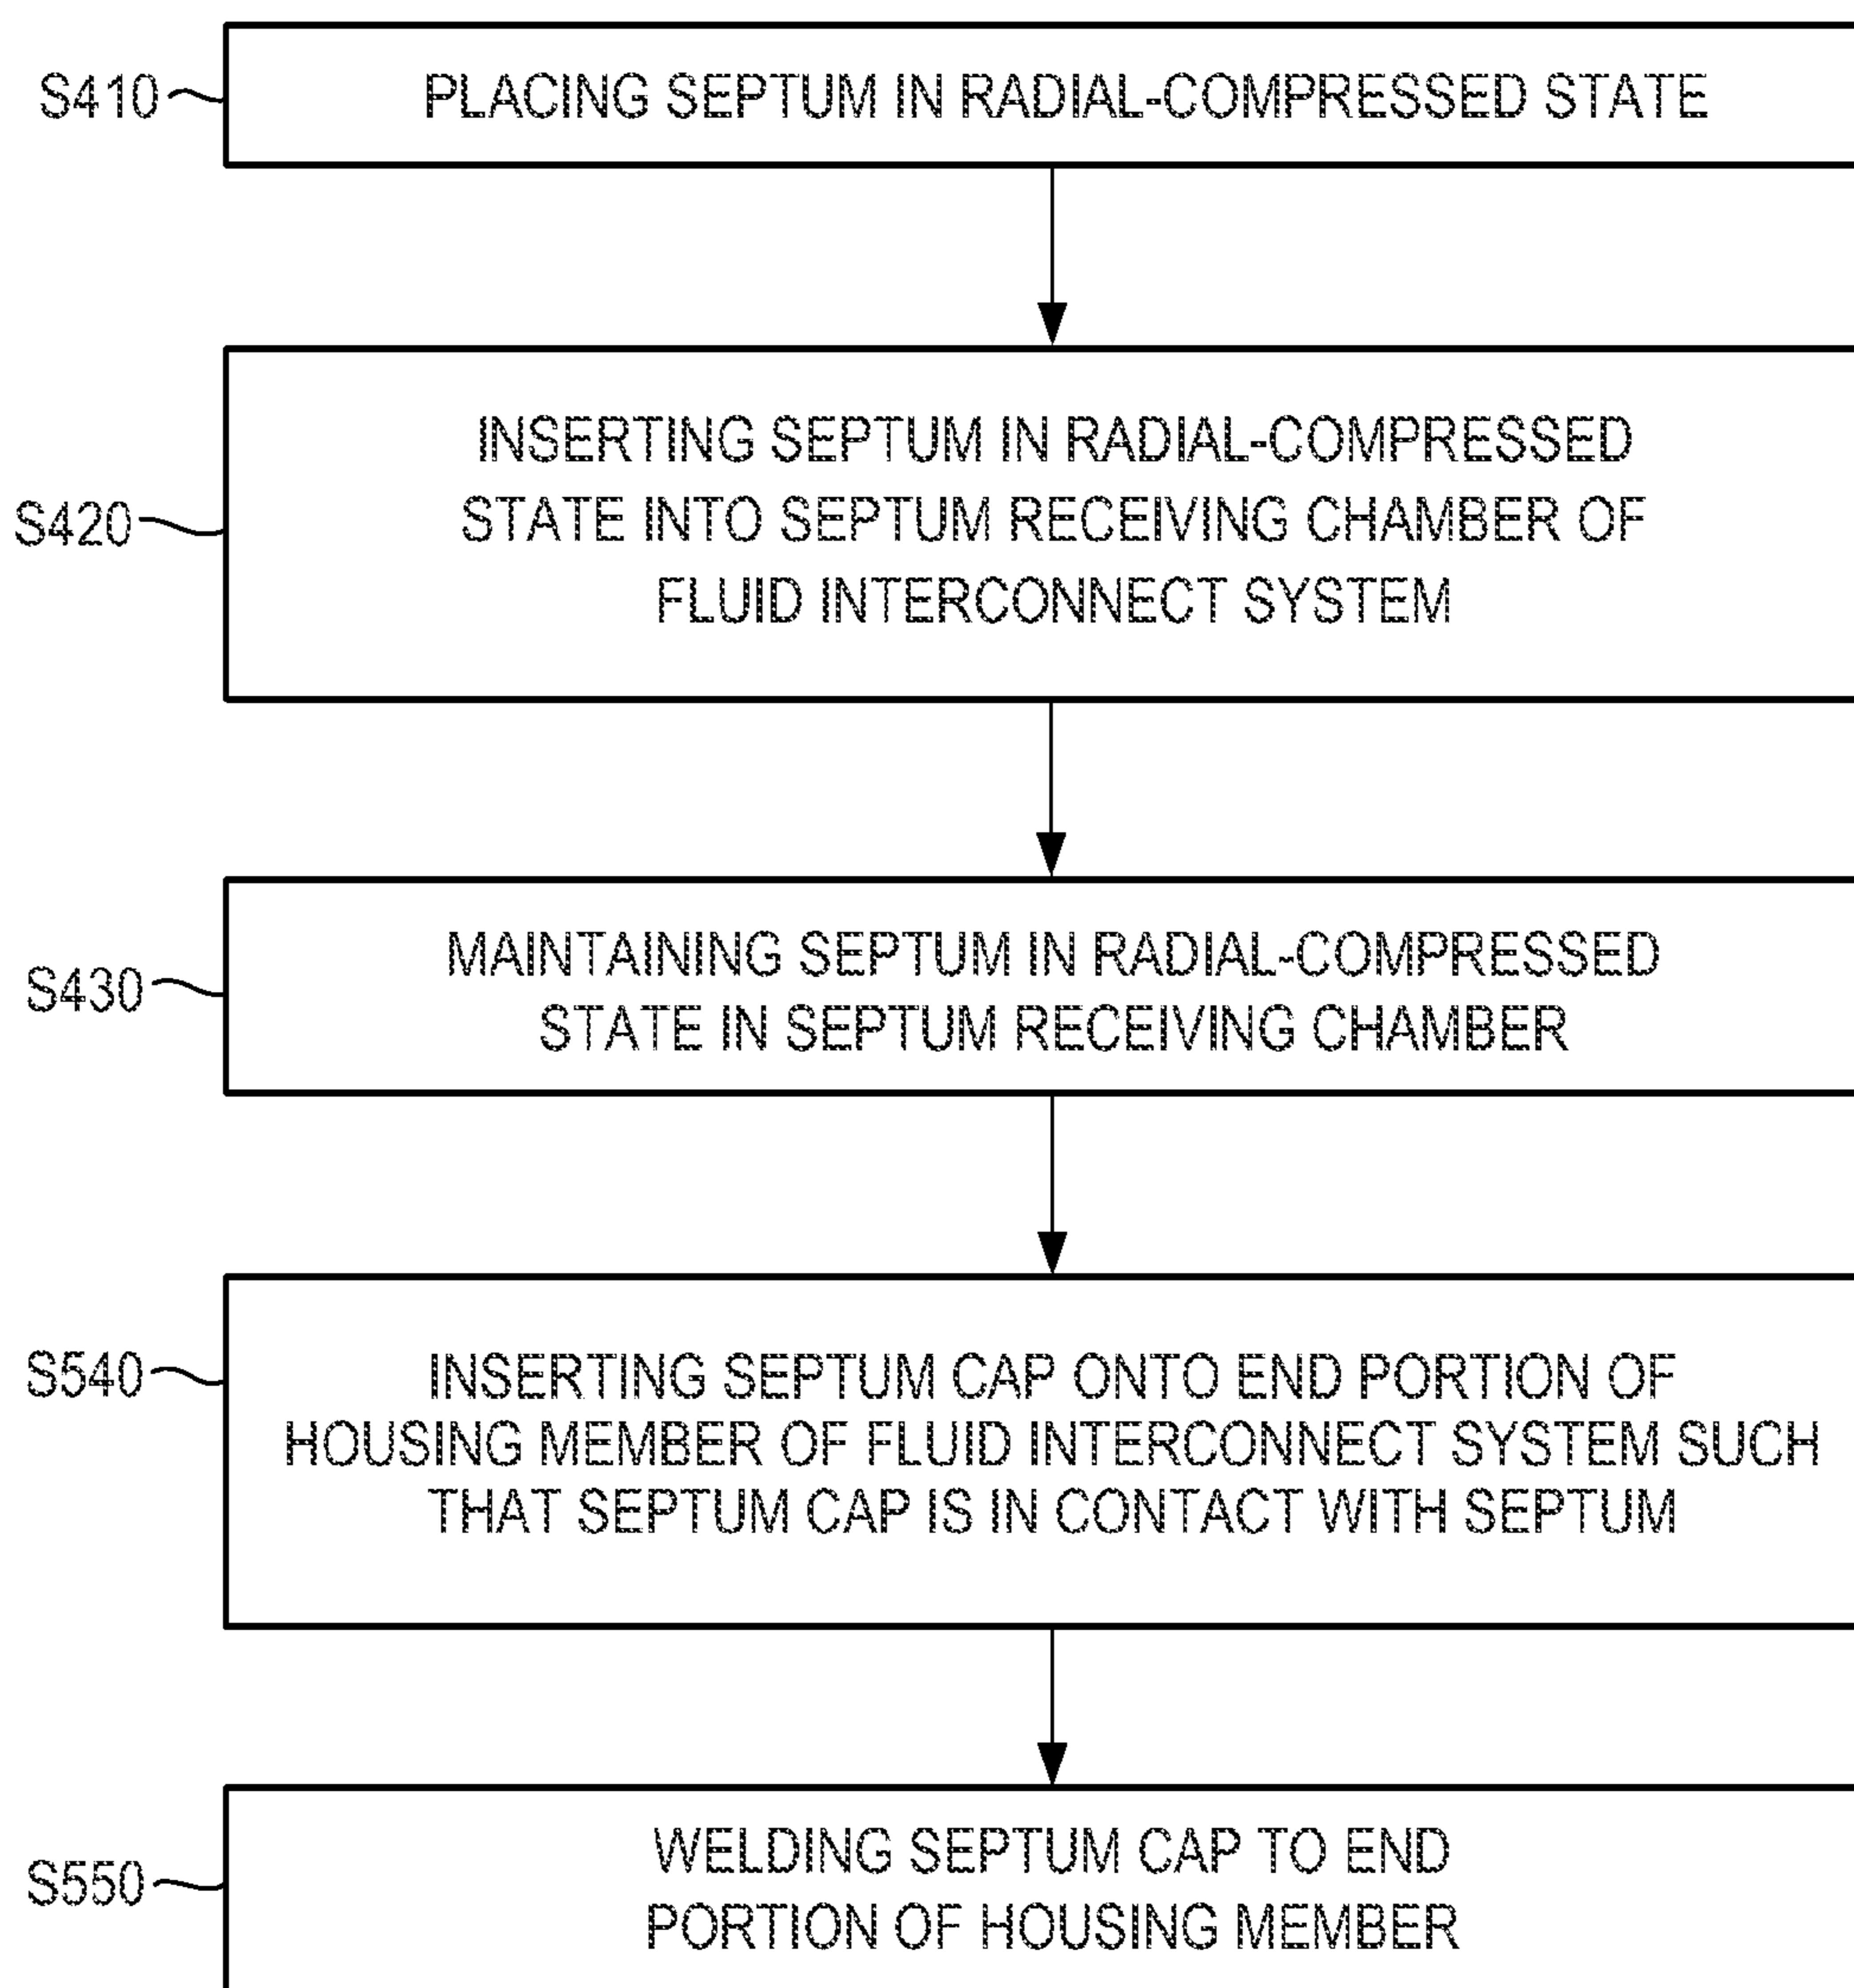 S410
PLACING SEPTUM IN RADIAL-COMPRESSED STATE
S420
INSERTING SEPTUM IN RADIAL-COMPRESSED
STATE INTO SEPTUM RECEIVING CHAMBER OF
FLUID INTERCONNECT SYSTEM
S430
MAINTAINING SEPTUM IN RADIAL-COMPRESSED
STATE IN SEPTUM RECEIVING CHAMBER
S540
INSERTING SEPTUM CAP ONTO END PORTION OF
HOUSING MEMBER OF FLUID INTERCONNECT SYSTEM SUCH
THAT SEPTUM CAP IS IN CONTACT WITH SEPTUM
S550
WELDING SEPTUM CAP TO END
PORTION OF HOUSING MEMBER